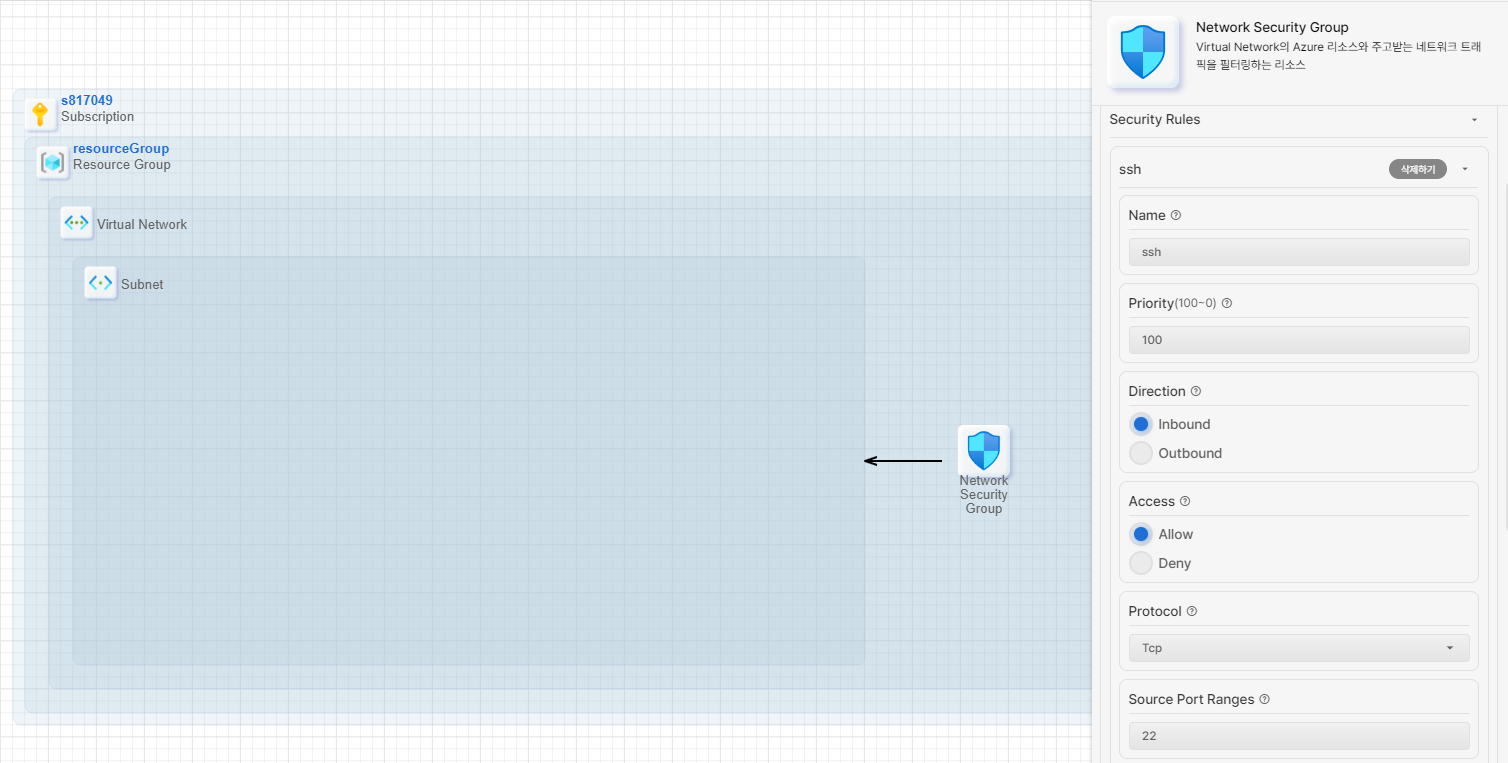 s817049
Subscription
resourceGroup
Resource Group
Virtual Network
Subnet
Network
Security
Group
Network Security Group
Virtual Network의 Azure 리소스와 주고받는 네트워크 트래
픽을 필터링하는 리소스
Security Rules
ssh
삭제하기
Name
ssh
Priority(100~0)
100
Direction
Inbound
Outbound
Access
Allow
Deny
Protocol
Tcp
Source Port Ranges
22